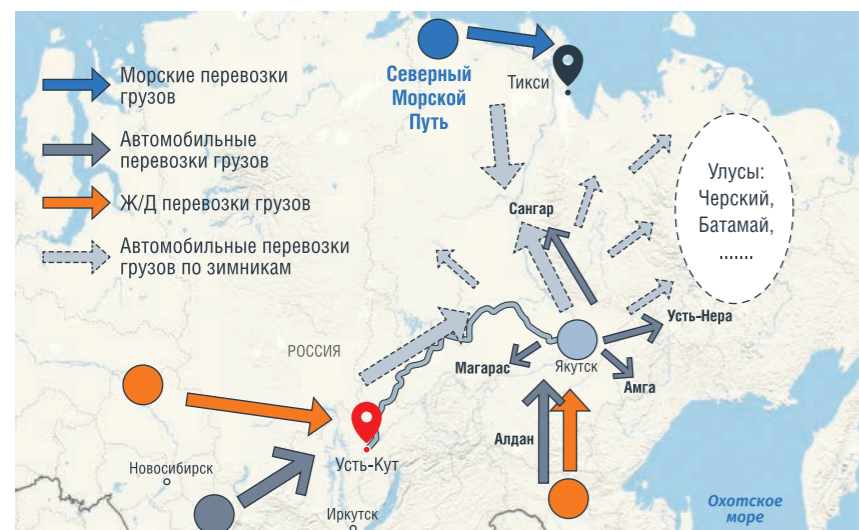 Морские перевозки
грузов
Автомобильные
перевозки грузов
Ж/Д перевозки грузов
Автомобильные перевозки
грузов по зимникам
Северный
Морской
Путь
Тикси
Улусы:
Черский,
Батамай,
.......
Сангар
Усть-Нера
РОССИЯ
Магарас
Якутск
Амга
Алдан
Усть-Кут
Новосибирск
Иркутск
Охотское
море